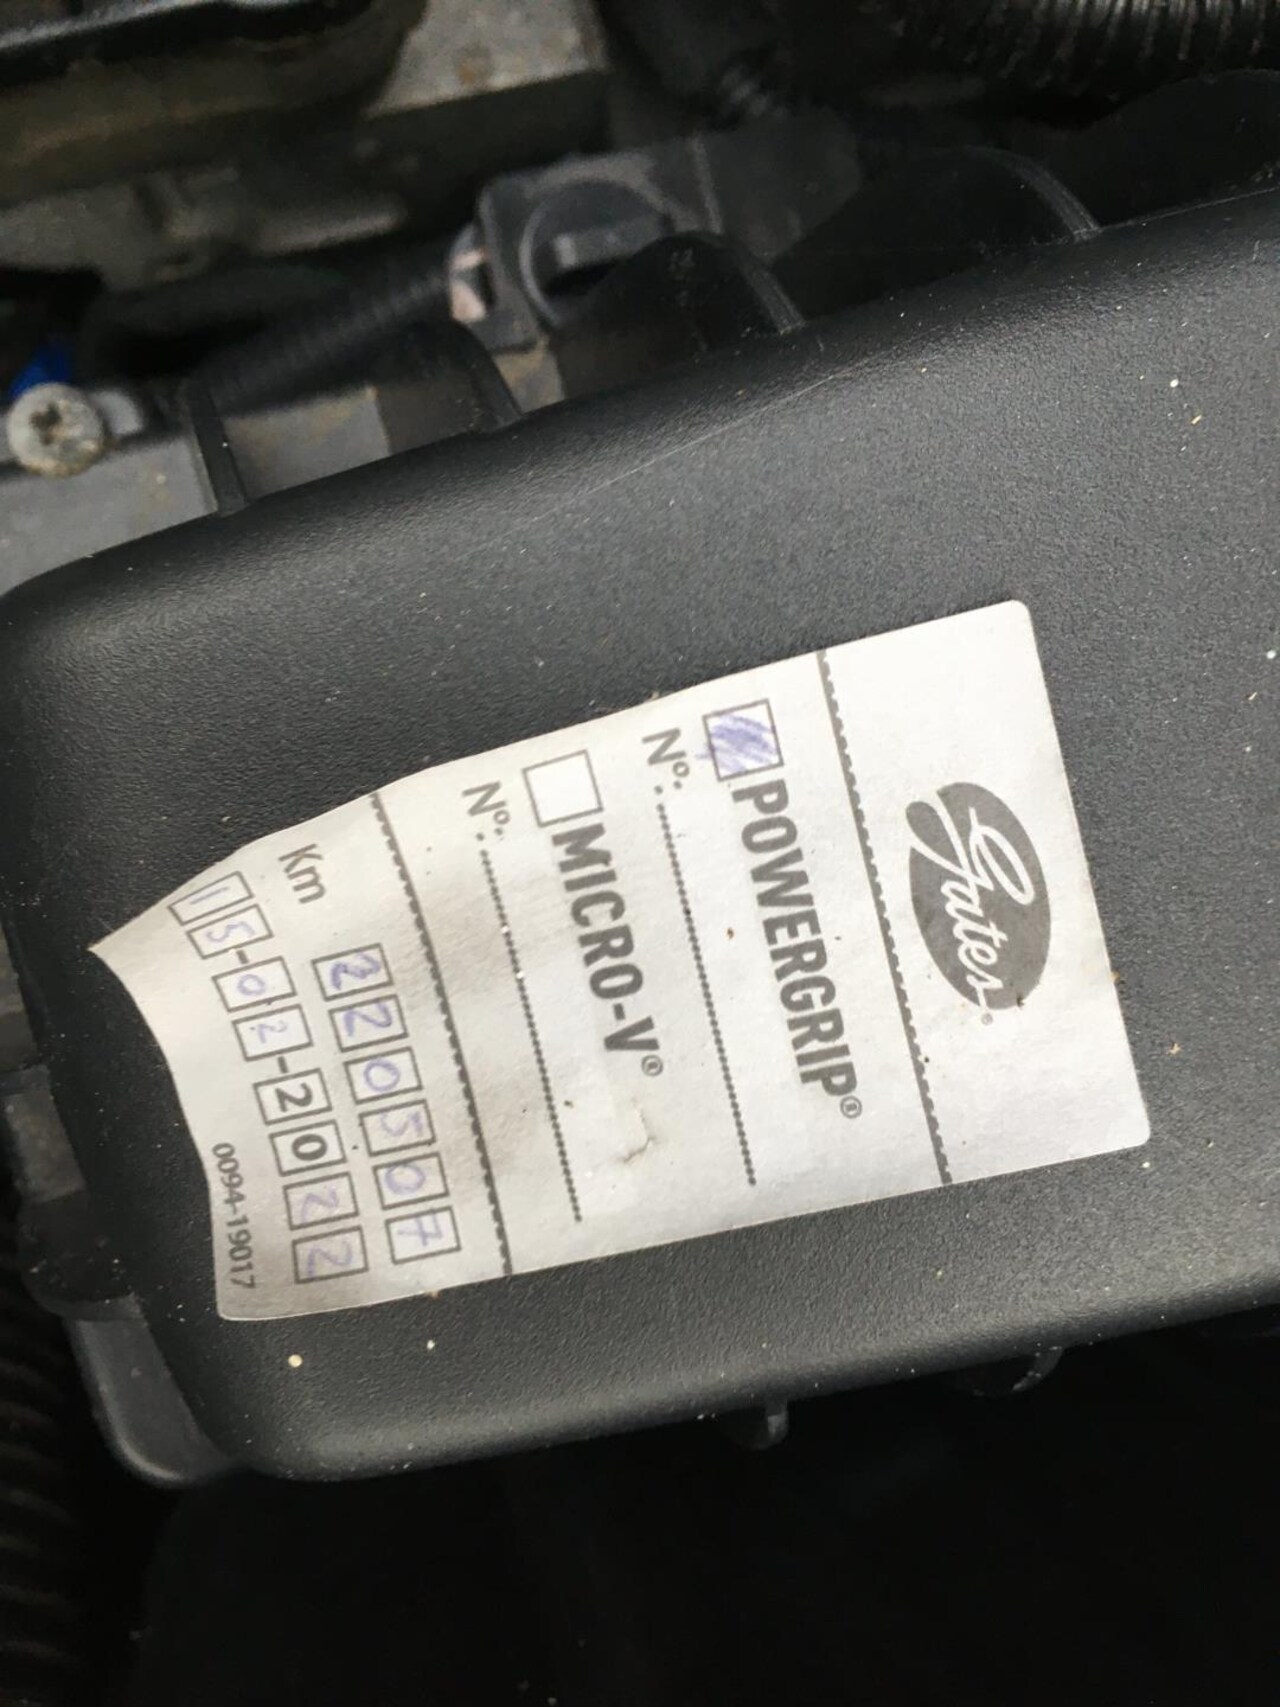 Gates®
POWERGRIP®
N°:
MICRO-V®
N°:
Km 220507
15-02-2022
0094-19017